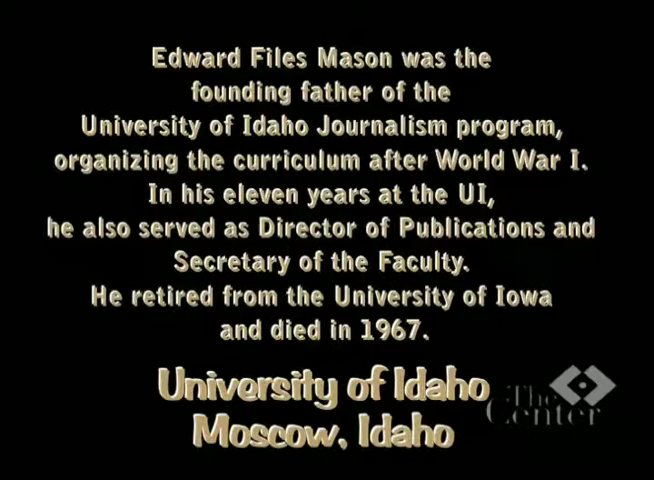 Edward Files Mason was the
founding father of the
University of Idaho Journalism program,
organizing the curriculum after World War I.
In his eleven years at the UI,
he also served as Director of Publications and
Secretary of the Faculty.
He retired from the University of Iowa
and died in 1967.
University of Idaho
Moscow, Idaho
The
Center